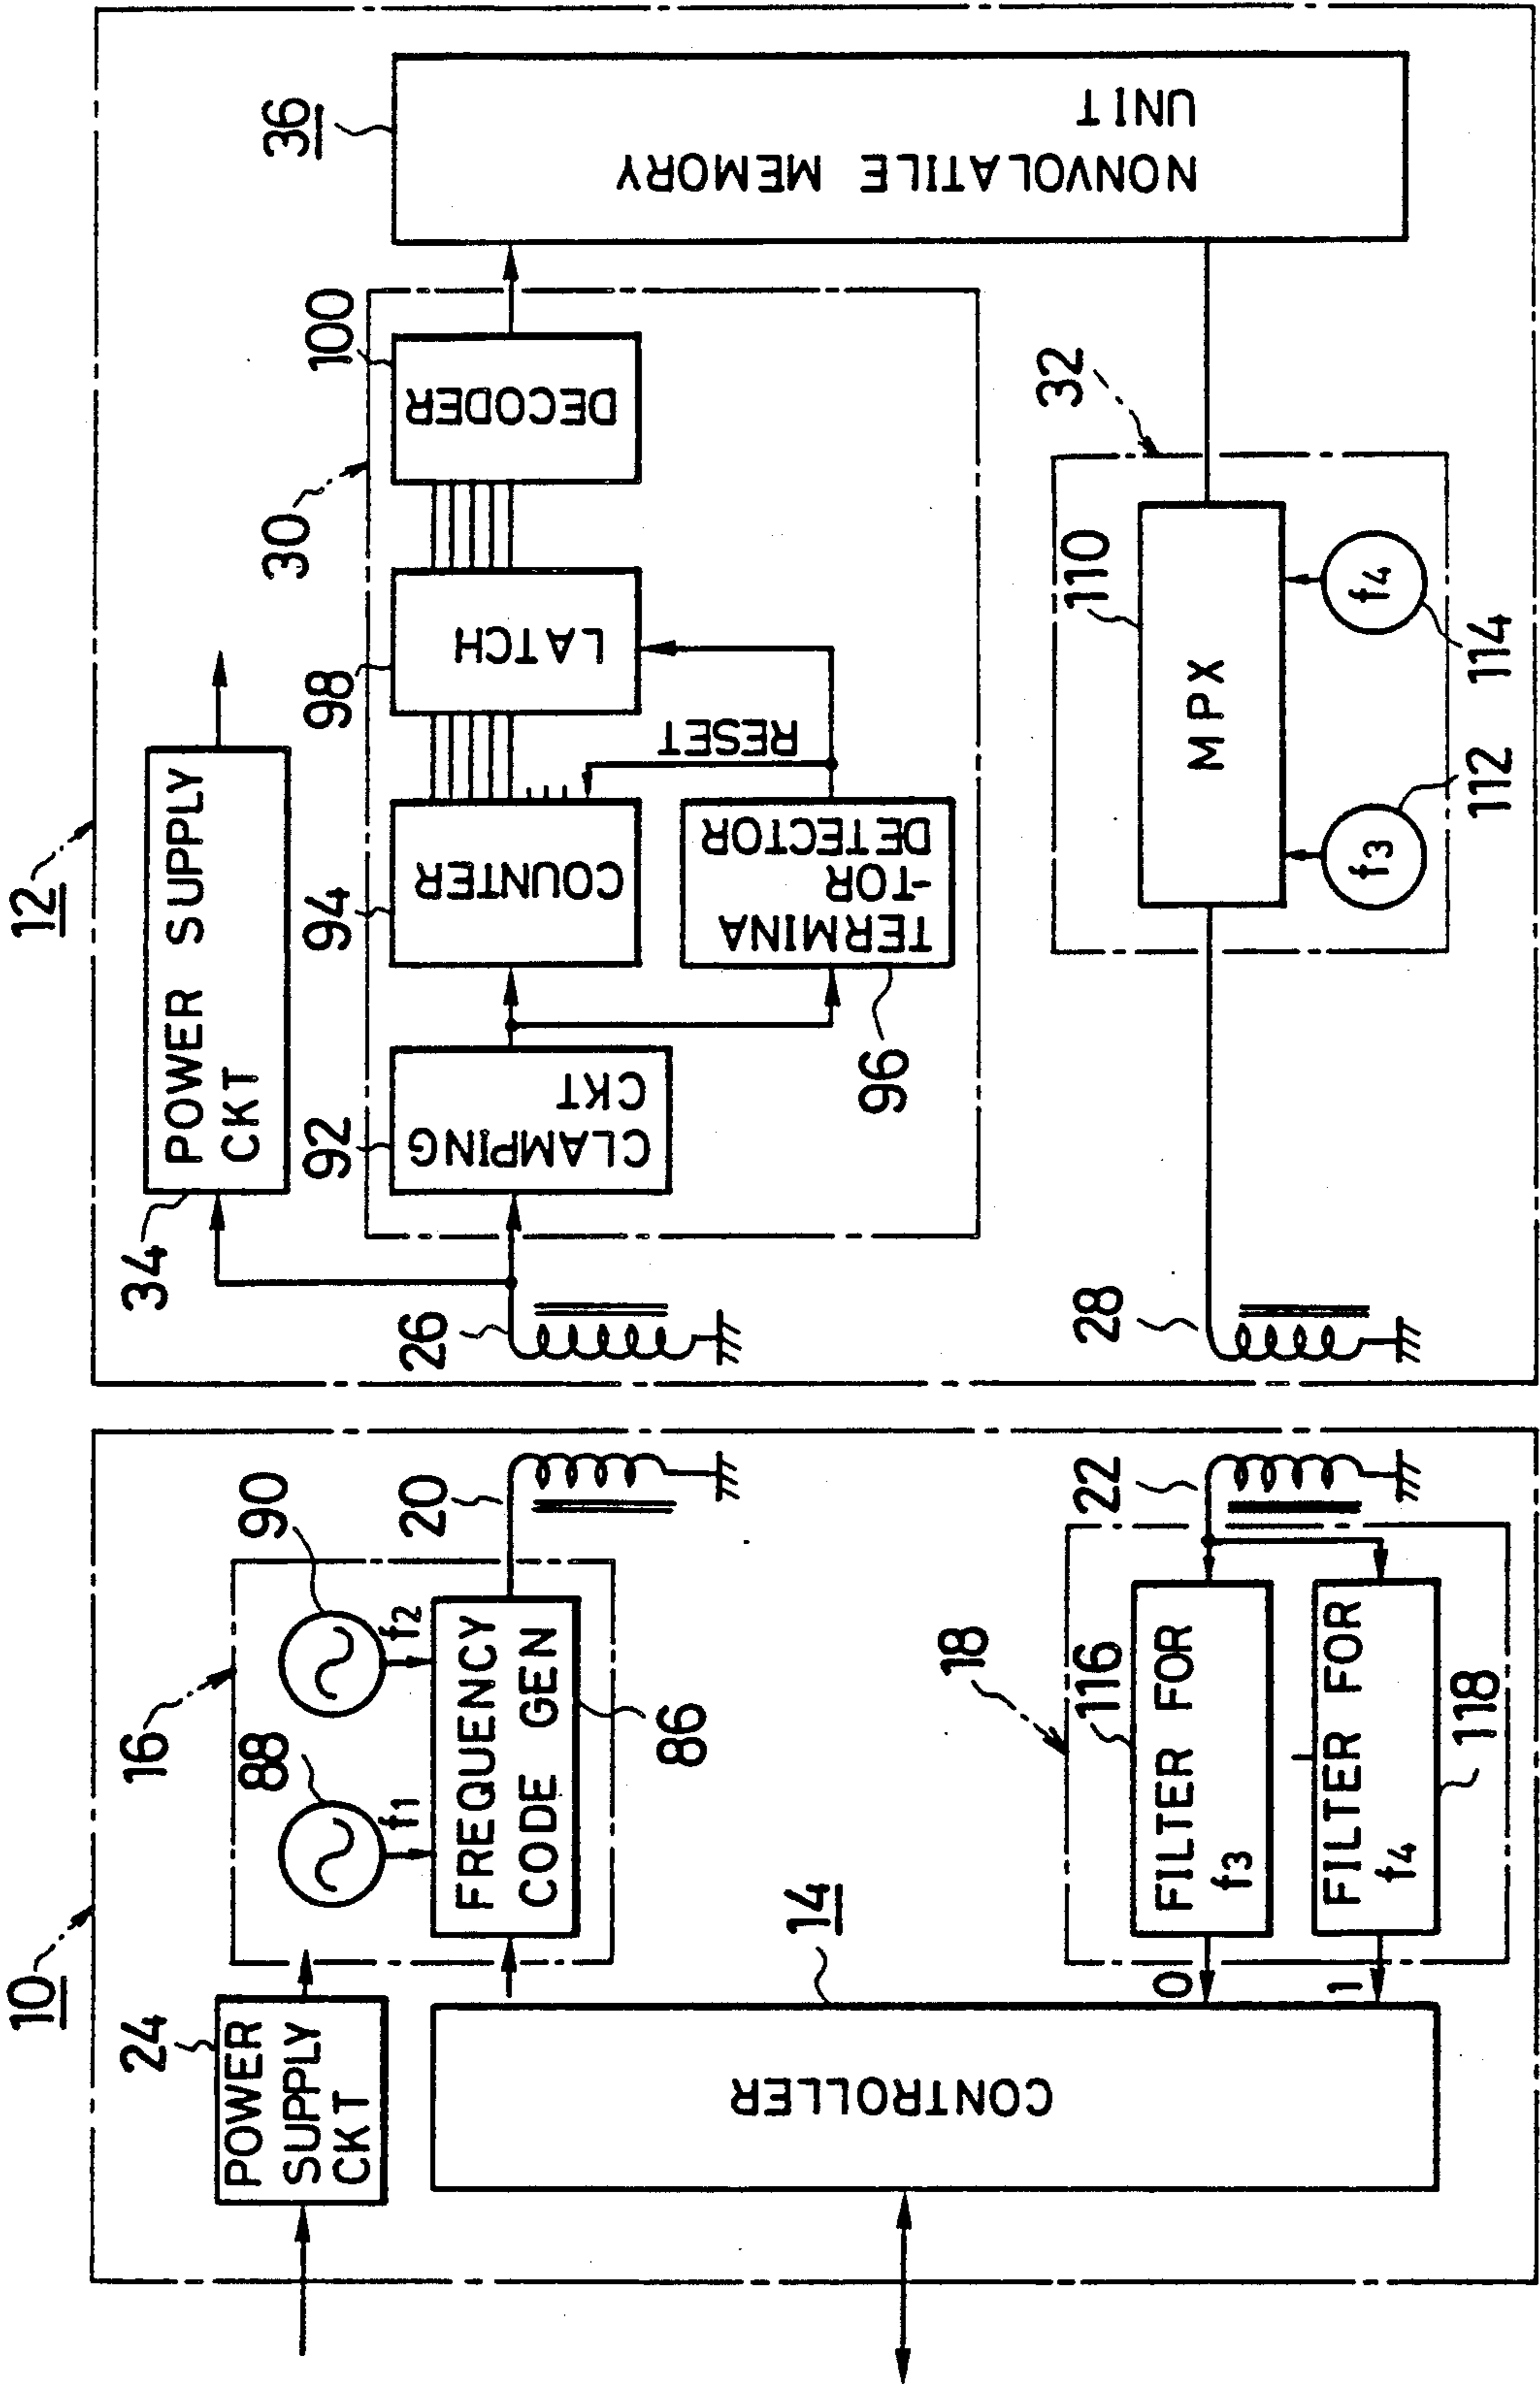 10
24
POWER
SUPPLY
CKT
16
88
90
f1
f2
FREQUENCY
CODE GEN
86
20
14
CONTROLLER
18
116
FILTER FOR
f3
FILTER FOR
f4
118
0
1
22
12
34
POWER SUPPLY
CKT
26
30
92
CLAMPING
CKT
94
COUNTER
TERMINA
-TOR
DETECTOR
96
RESET
98
LATCH
100
DECODER
36
NONVOLATILE MEMORY
UNIT
28
32
110
MPX
f3
f4
112
114